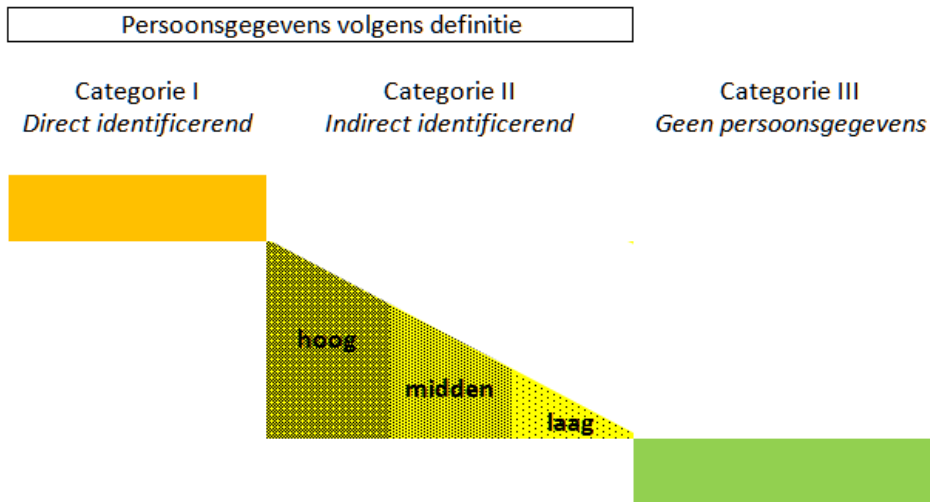 Persoonsgegevens volgens definitie
Categorie I
Direct identificerend
Categorie II
Indirect identificerend
Categorie III
Geen persoonsgegevens
hoog
midden
laag